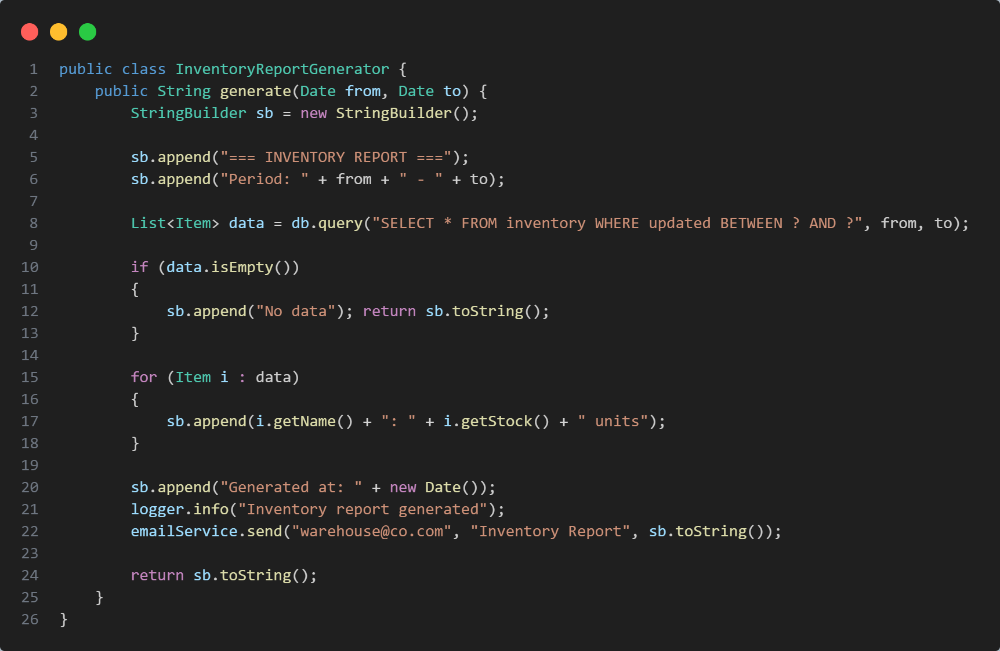 1 public class InventoryReportGenerator {
2     public String generate(Date from, Date to) {
3         StringBuilder sb = new StringBuilder();
4
5         sb.append("=== INVENTORY REPORT ===");
6         sb.append("Period: " + from + " - " + to);
7
8         List<Item> data = db.query("SELECT * FROM inventory WHERE updated BETWEEN ? AND ?", from, to);
9
10         if (data.isEmpty())
11         {
12             sb.append("No data"); return sb.toString();
13         }
14
15         for (Item i : data)
16         {
17             sb.append(i.getName() + ": " + i.getStock() + " units");
18         }
19
20         sb.append("Generated at: " + new Date());
21         logger.info("Inventory report generated");
22         emailService.send("warehouse@co.com", "Inventory Report", sb.toString());
23
24         return sb.toString();
25     }
26 }